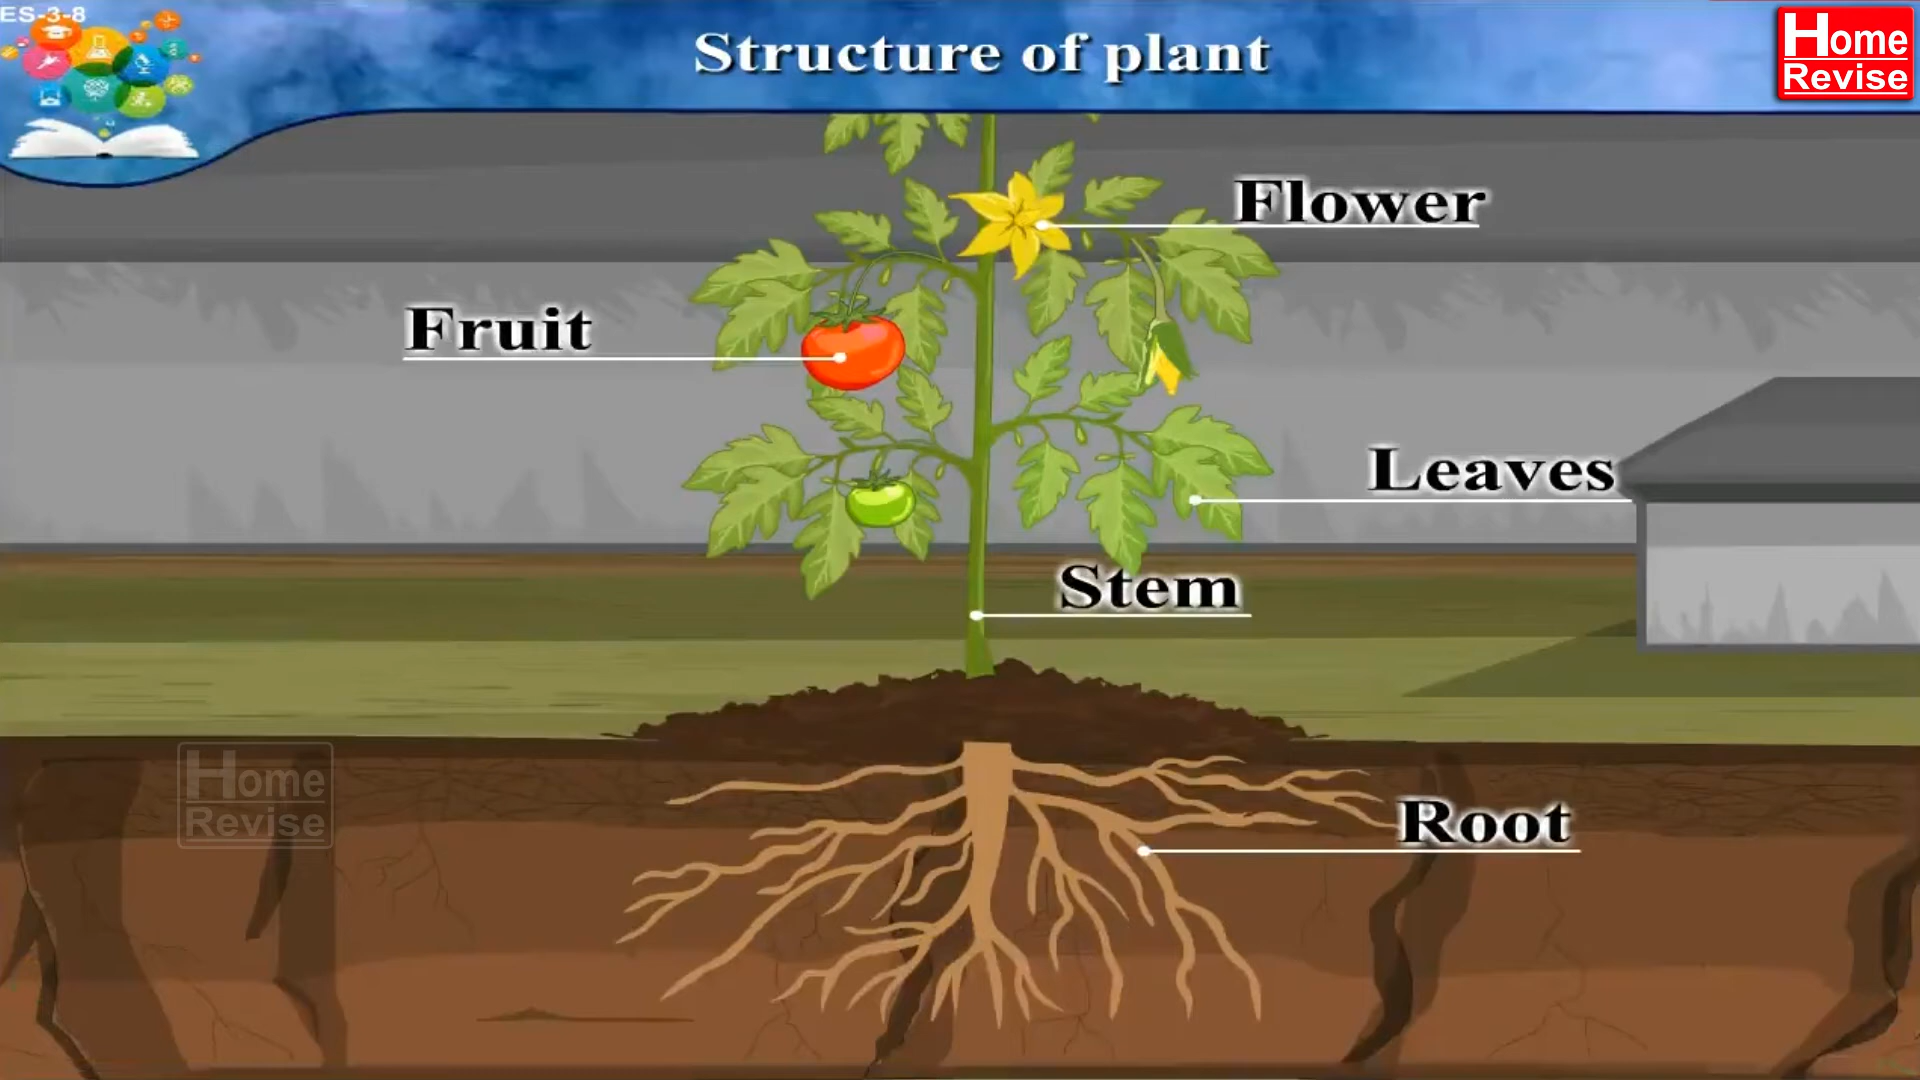 ES-3-8
Structure of plant
Home
Revise
Flower
Fruit
Leaves
Stem
Home
Revise
Root